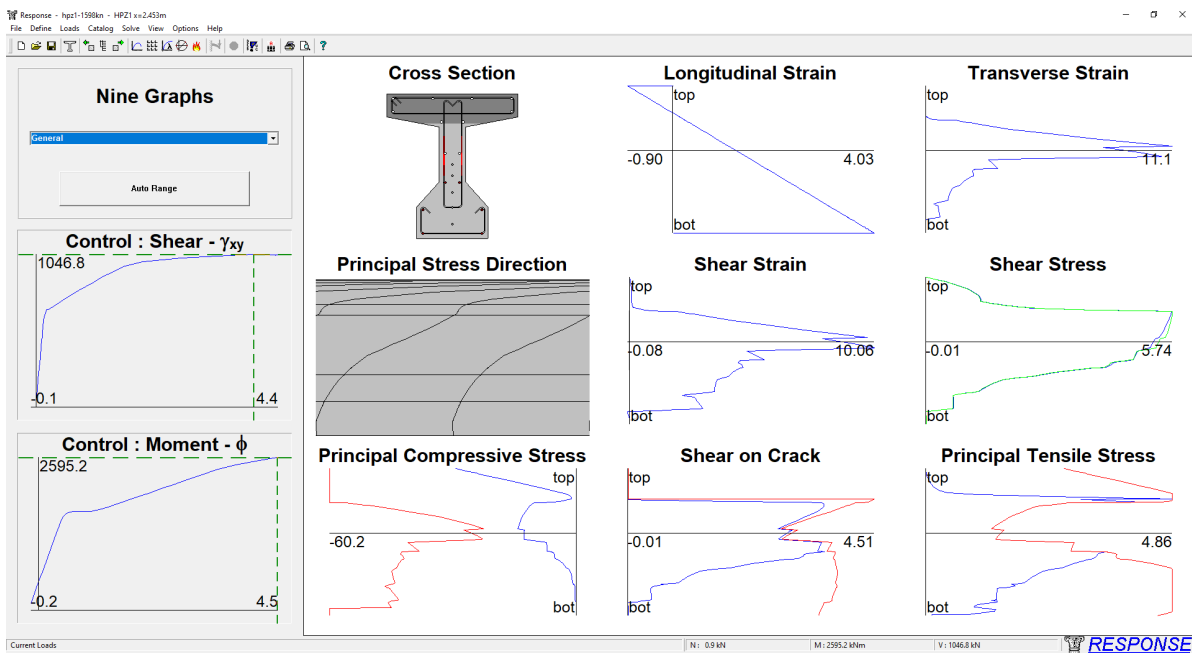 Response - hpz1-1598kn - HPZ1 x=2.453m
File Define Loads Catalog Solve View Options Help
Nine Graphs
General
Auto Range
Control : Shear - γxy
1046.8
-0.1
4.4
Control : Moment - ϕ
2595.2
-0.2
4.5
Cross Section
Longitudinal Strain
top
-0.90
4.03
bot
Transverse Strain
top
11.1
bot
Principal Stress Direction
Shear Strain
top
-0.08
10.06
bot
Shear Stress
top
-0.01
5.74
bot
Principal Compressive Stress
top
-60.2
bot
Shear on Crack
top
-0.01
4.51
bot
Principal Tensile Stress
top
4.86
bot
Current Loads
N : 0.9 kN
M : 2595.2 kNm
V : 1046.8 kN
RESPONSE